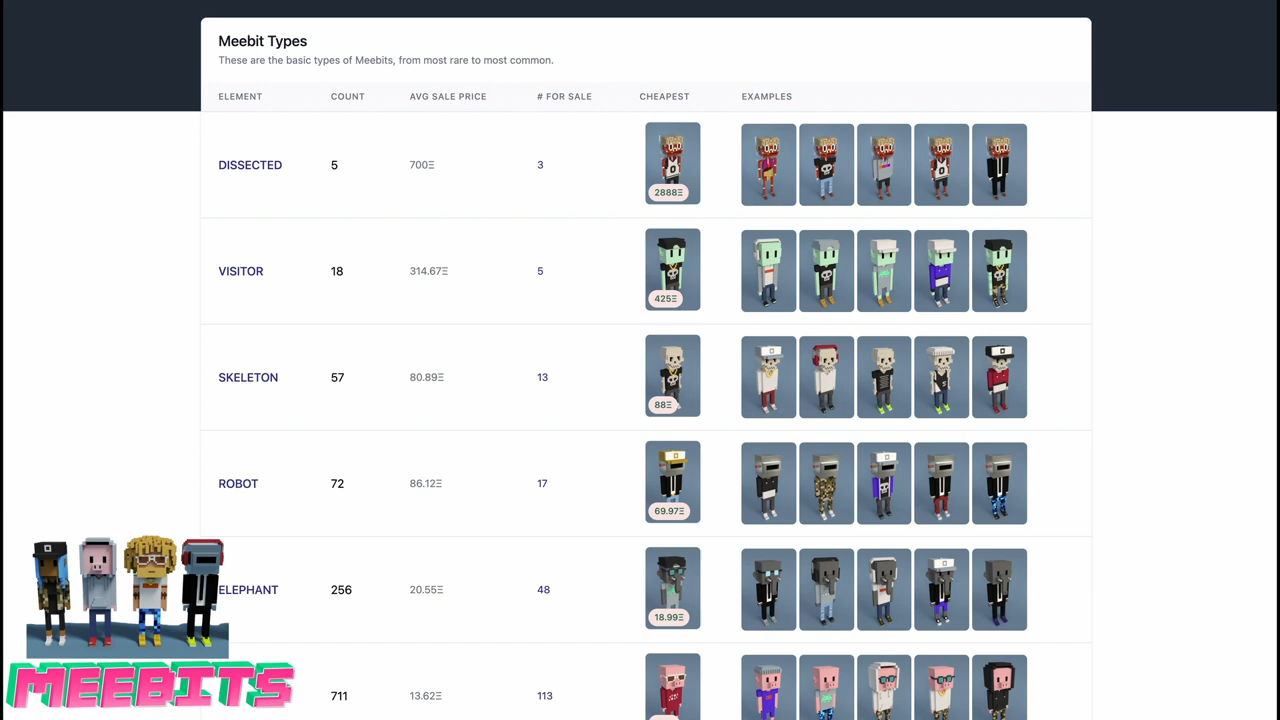 Meebit Types
These are the basic types of Meebits, from most rare to most common.
ELEMENT COUNT AVG SALE PRICE # FOR SALE CHEAPEST EXAMPLES
DISSECTED 5 700Ξ 3 2888Ξ
VISITOR 18 314.67Ξ 5 425Ξ
SKELETON 57 80.89Ξ 13 88Ξ
ROBOT 72 86.12Ξ 17 69.97Ξ
ELEPHANT 256 20.55Ξ 48 18.99Ξ
711 13.62Ξ 113
MEEBITS